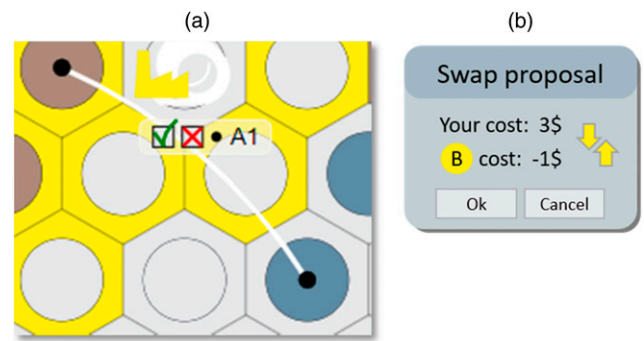 (a)
A1
(b)
Swap proposal
Your cost: 3$
B cost: -1$
Ok Cancel